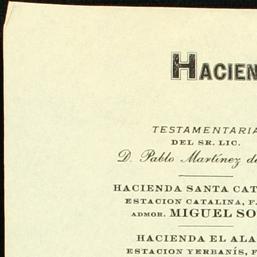 HACIEN
TESTAMENTARIA
DEL SR. LIC.
D. Pablo Martínez d
HACIENDA SANTA CAT
ESTACION CATALINA, F.
ADMOR. MIGUEL SO
HACIENDA EL ALA
ESTACION YERBANÍS, F